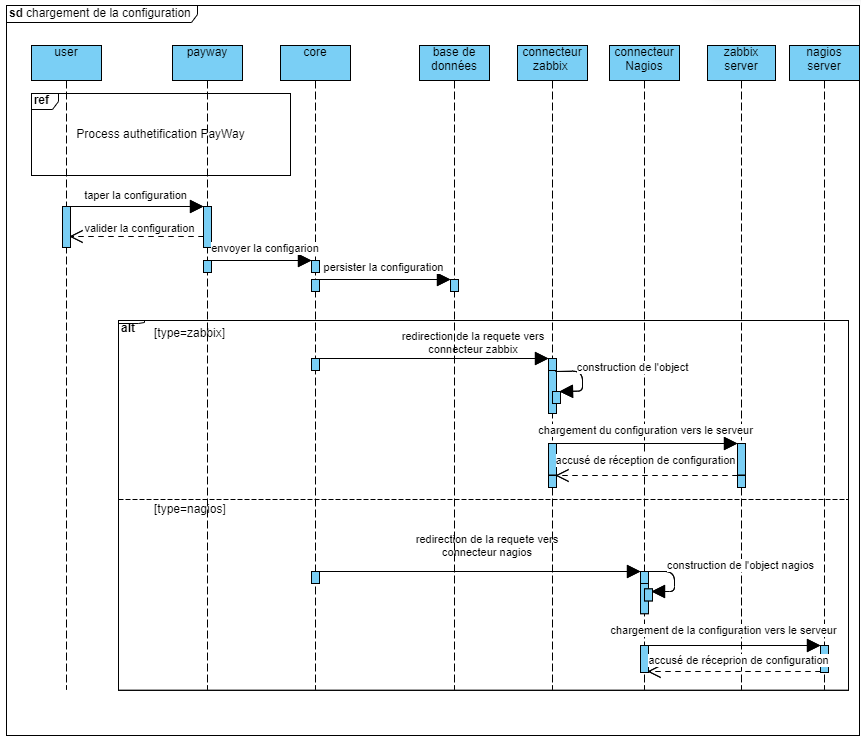 sd chargement de la configuration
user
payway
core
base de
données
connecteur
zabbix
connecteur
Nagios
zabbix
server
nagios
server
ref
Process authetification PayWay
taper la configuration
valider la configuration
envoyer la configarion
persister la configuration
alt
[type=zabbix]
redirection de la requete vers
connecteur zabbix
construction de l'object
chargement du configuration vers le serveur
accusé de réception de configuration
[type=nagios]
redirection de la requete vers
connecteur nagios
construction de l'object nagios
chargement de la configuration vers le serveur
accusé de réceprion de configuration